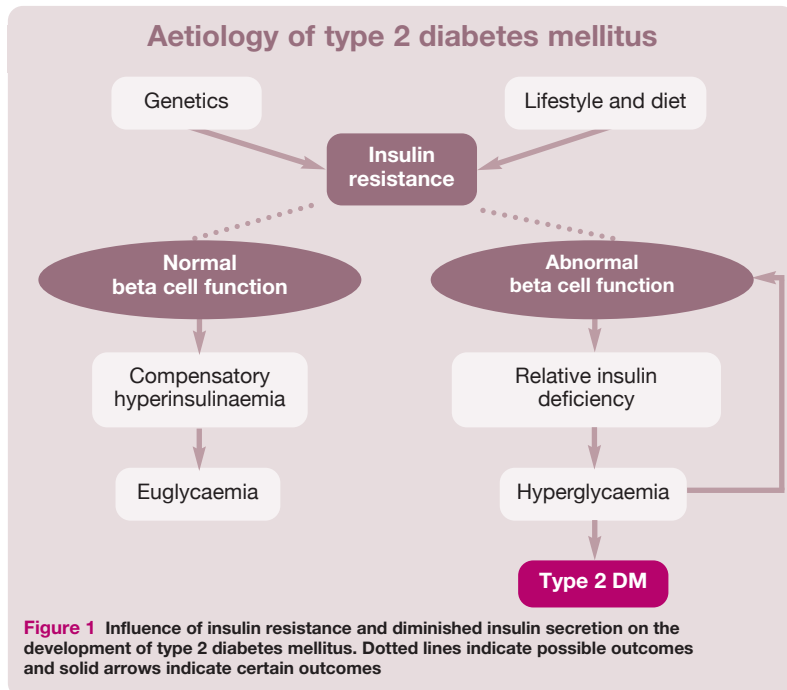 Aetiology of type 2 diabetes mellitus
Genetics
Lifestyle and diet
Insulin
resistance
Normal
beta cell function
Abnormal
beta cell function
Compensatory
hyperinsulinaemia
Relative insulin
deficiency
Euglycaemia
Hyperglycaemia
Type 2 DM
Figure 1 Influence of insulin resistance and diminished insulin secretion on the
development of type 2 diabetes mellitus. Dotted lines indicate possible outcomes
and solid arrows indicate certain outcomes